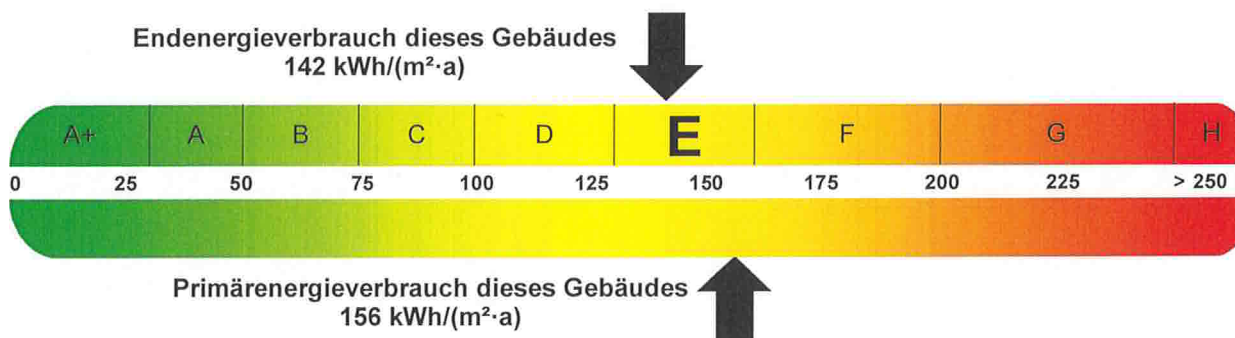 Endenergieverbrauch dieses Gebäudes
142 kWh/(m²·a)
A+ A B C D E F G H
0 25 50 75 100 125 150 175 200 225 > 250
Primärenergieverbrauch dieses Gebäudes
156 kWh/(m²·a)